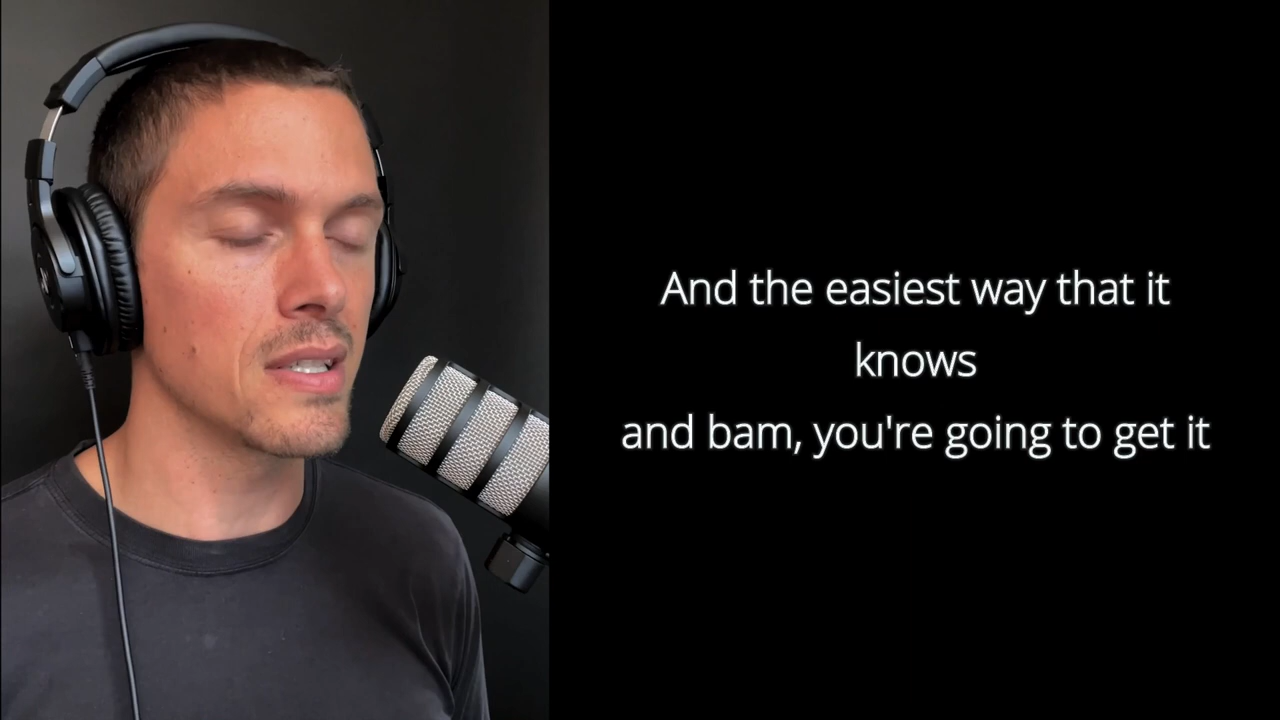 And the easiest way that it
knows
and bam, you're going to get it